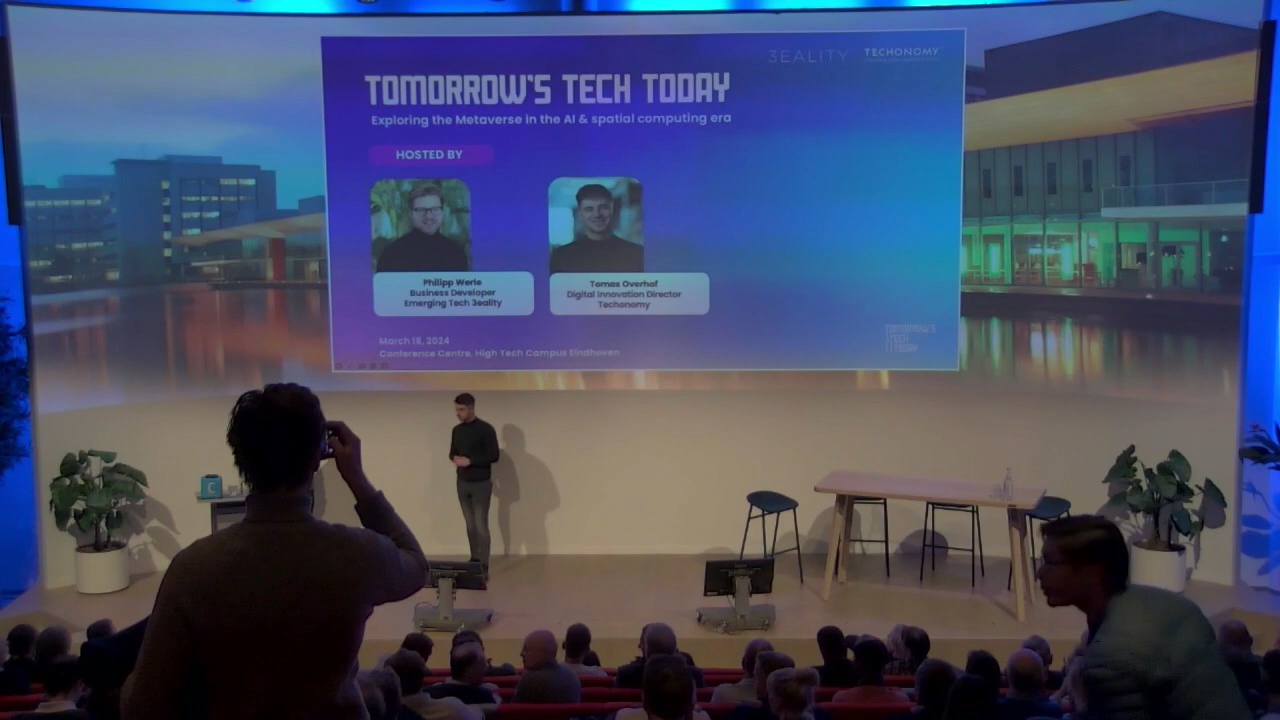 3EALITY TECHONOMY
TOMORROW'S TECH TODAY
Exploring the Metaverse in the AI & spatial computing era
HOSTED BY
Philipp Werle
Business Developer
Emerging Tech 3eality
Tomas Overhof
Digital Innovation Director
Techonomy
March 18, 2024
Conference Centre, High Tech Campus Eindhoven
TOMORROW'S
TECH
TODAY